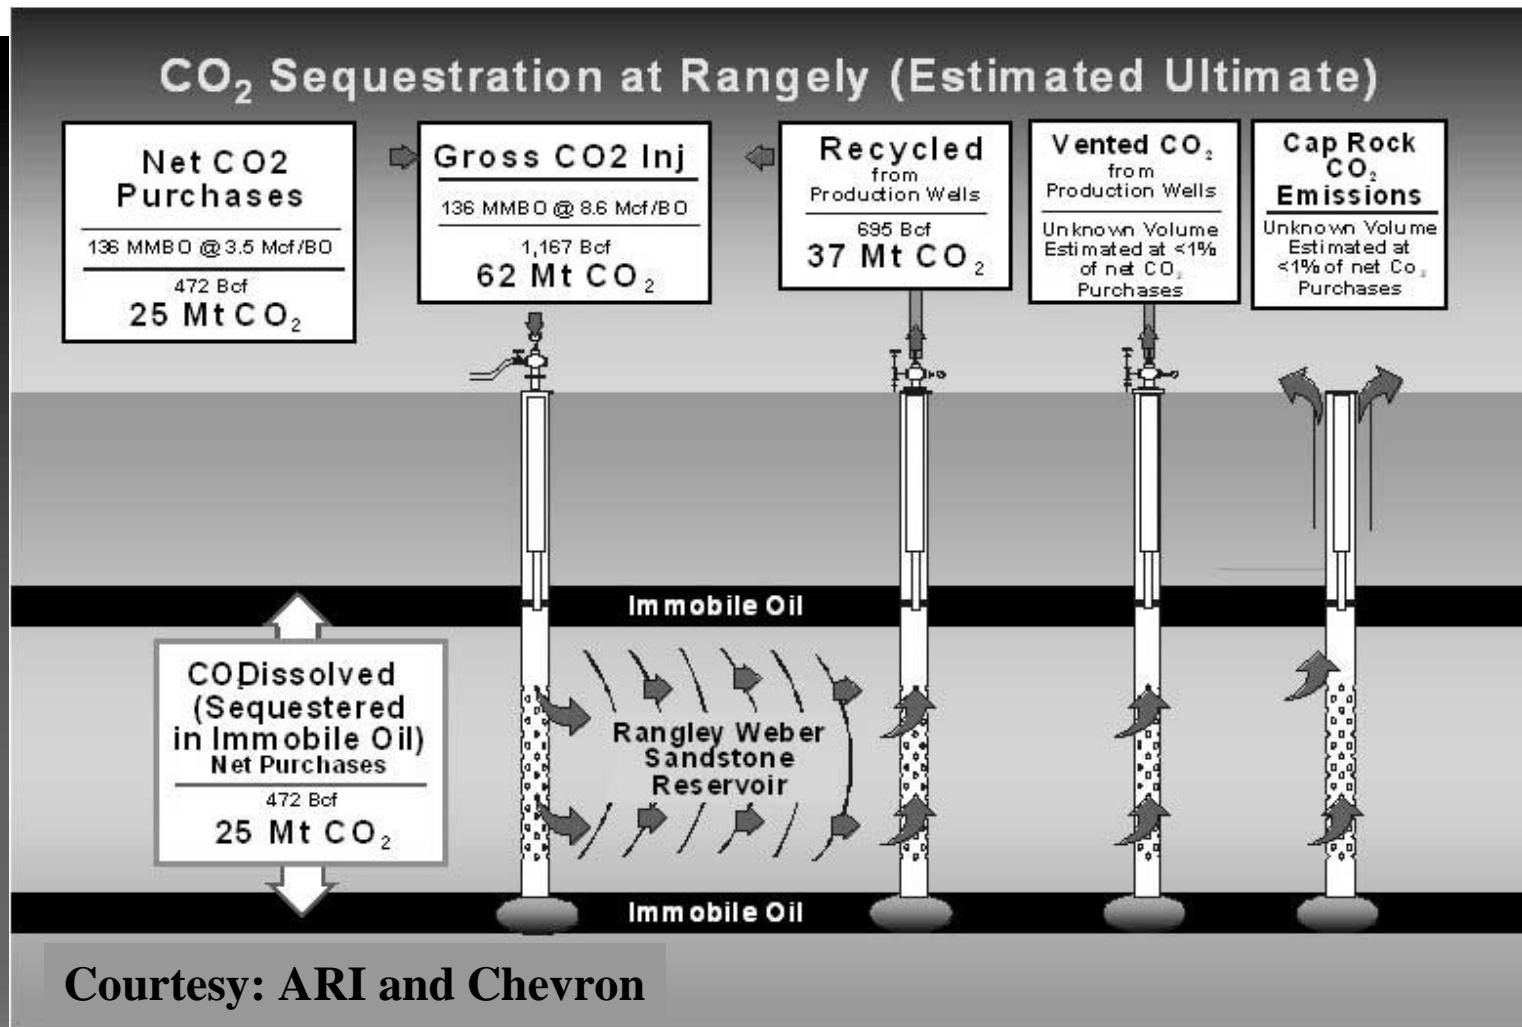 CO₂ Sequestration at Rangely (Estimated Ultimate)
Net CO2
Purchases
136 MMBO @ 3.5 Mcf/BO
472 Bcf
25 Mt CO₂
Gross CO2 Inj
136 MMBO @ 8.6 Mcf/BO
1,167 Bcf
62 Mt CO₂
Recycled
from
Production Wells
695 Bcf
37 Mt CO₂
Vented CO₂
from
Production Wells
Unknown Volume
Estimated at <1%
of net CO₂
Purchases
Cap Rock
CO₂
Emissions
Unknown Volume
Estimated at
<1% of net Co₂
Purchases
Immobile Oil
CO₂Dissolved
(Sequestered
in Immobile Oil)
Net Purchases
472 Bcf
25 Mt CO₂
Rangley Weber
Sandstone
Reservoir
Immobile Oil
Courtesy: ARI and Chevron